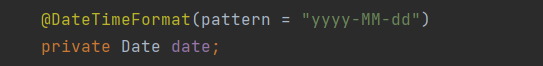 @DateTimeFormat(pattern = "yyyy-MM-dd")
private Date date;